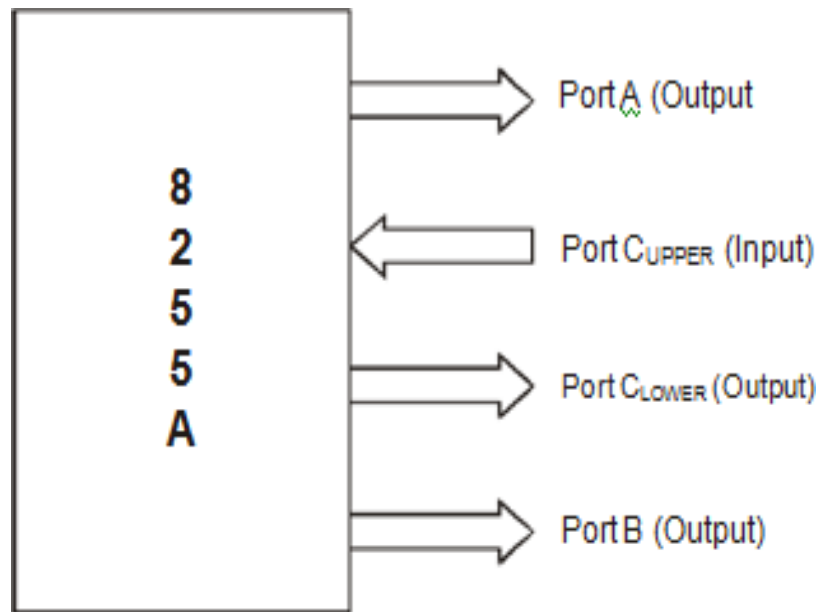 8
2
5
5
A
Port A (Output
Port CUPPER (Input)
Port CLOWER (Output)
Port B (Output)